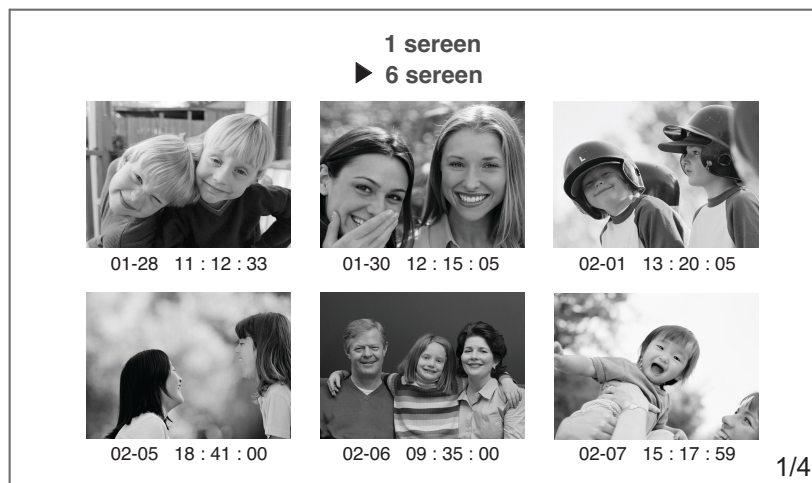 1 sereen
▶ 6 sereen
01-28 11 : 12 : 33
01-30 12 : 15 : 05
02-01 13 : 20 : 05
02-05 18 : 41 : 00
02-06 09 : 35 : 00
02-07 15 : 17 : 59
1/4
L